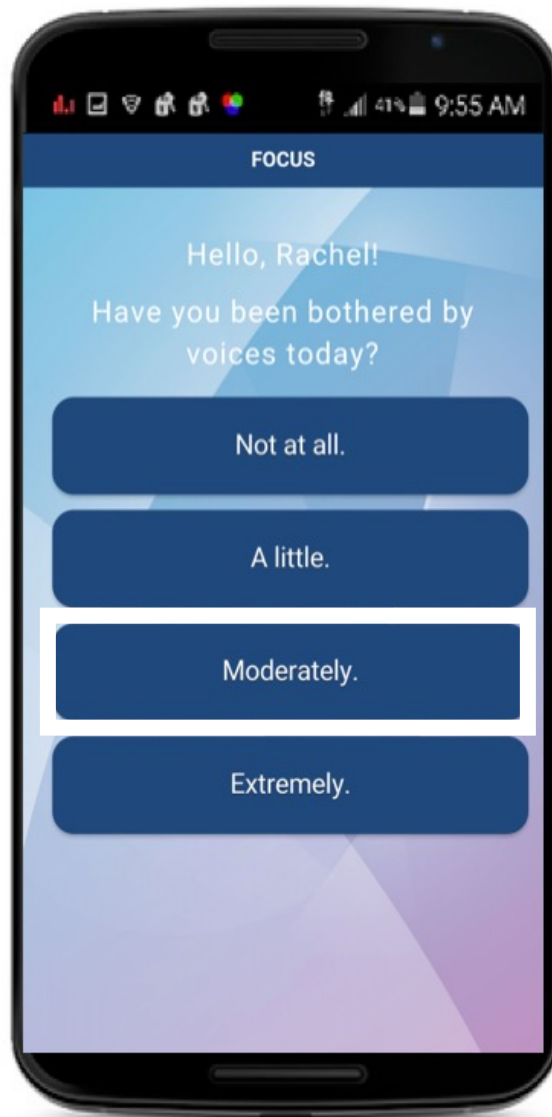 41% 9:55 AM
FOCUS
Hello, Rachel!
Have you been bothered by
voices today?
Not at all.
A little.
Moderately.
Extremely.